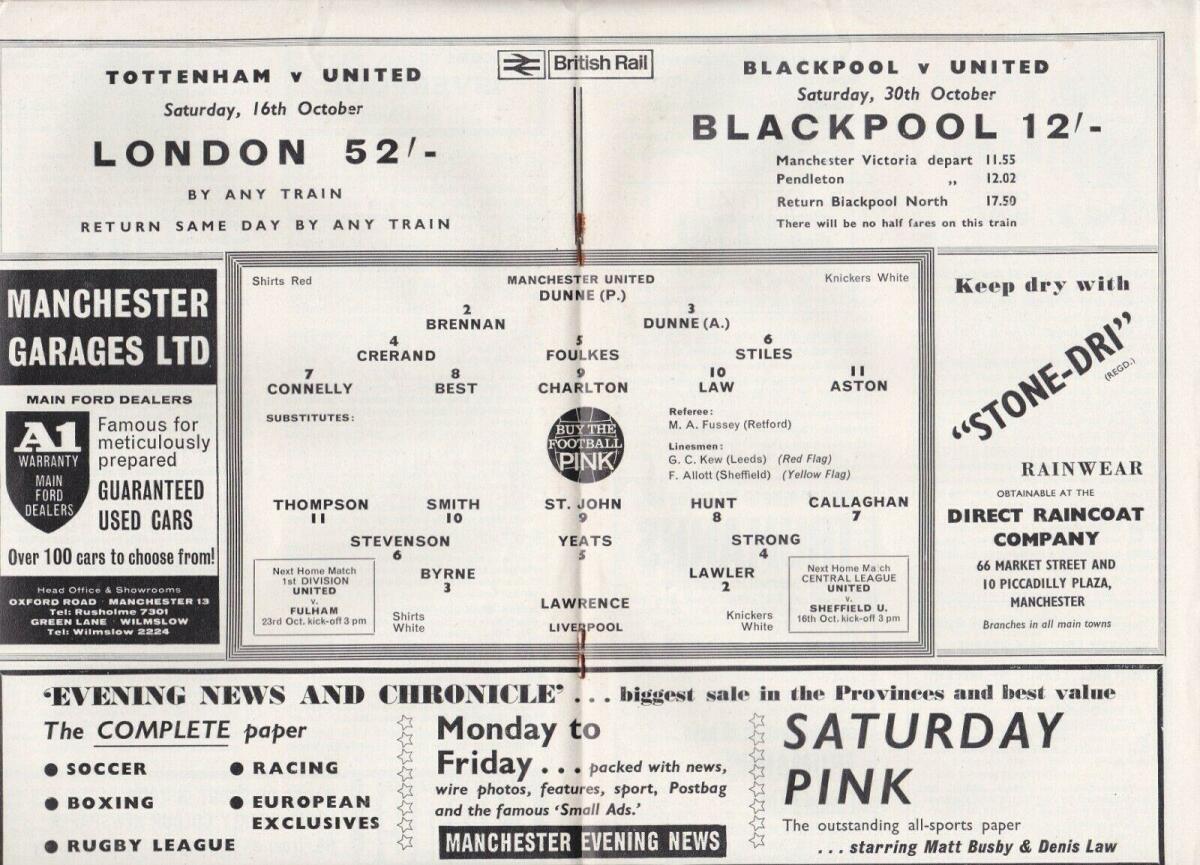 TOTTENHAM v UNITED
Saturday, 16th October
LONDON 52/-
BY ANY TRAIN
RETURN SAME DAY BY ANY TRAIN
British Rail
BLACKPOOL v UNITED
Saturday, 30th October
BLACKPOOL 12/-
Manchester Victoria depart 11.55
Pendleton ,, 12.02
Return Blackpool North 17.50
There will be no half fares on this train
MANCHESTER
GARAGES LTD
MAIN FORD DEALERS
A1
WARRANTY
MAIN
FORD
DEALERS
Famous for
meticulously
prepared
GUARANTEED
USED CARS
Over 100 cars to choose from!
Head Office & Showrooms
OXFORD ROAD · MANCHESTER 13
Tel: Rusholme 7301
GREEN LANE · WILMSLOW
Tel: Wilmslow 2224
Shirts Red
MANCHESTER UNITED
Knickers White
DUNNE (P.)
2 3
BRENNAN DUNNE (A.)
4 5 6
CRERAND FOULKES STILES
7 8 9 10 11
CONNELLY BEST CHARLTON LAW ASTON
SUBSTITUTES:
BUY THE
FOOTBALL
PINK
Referee:
M. A. Fussey (Retford)
Linesmen:
G. C. Kew (Leeds) (Red Flag)
F. Allott (Sheffield) (Yellow Flag)
THOMPSON SMITH ST. JOHN HUNT CALLAGHAN
11 10 9 8 7
STEVENSON YEATS STRONG
6 5 4
BYRNE LAWLER
3 2
LAWRENCE
LIVERPOOL
Next Home Match
1st DIVISION
UNITED
v.
FULHAM
23rd Oct. kick-off 3 pm
Shirts
White
Knickers
White
Next Home Match
CENTRAL LEAGUE
UNITED
v.
SHEFFIELD U.
16th Oct. kick-off 3 pm
Keep dry with
"STONE-DRI"
(REGD.)
RAINWEAR
OBTAINABLE AT THE
DIRECT RAINCOAT
COMPANY
66 MARKET STREET AND
10 PICCADILLY PLAZA,
MANCHESTER
Branches in all main towns
'EVENING NEWS AND CHRONICLE' . . . biggest sale in the Provinces and best value
The COMPLETE paper
● SOCCER ● RACING
● BOXING ● EUROPEAN
EXCLUSIVES
● RUGBY LEAGUE
Monday to
Friday . . . packed with news,
wire photos, features, sport, Postbag
and the famous 'Small Ads.'
MANCHESTER EVENING NEWS
SATURDAY
PINK
The outstanding all-sports paper
. . . starring Matt Busby & Denis Law